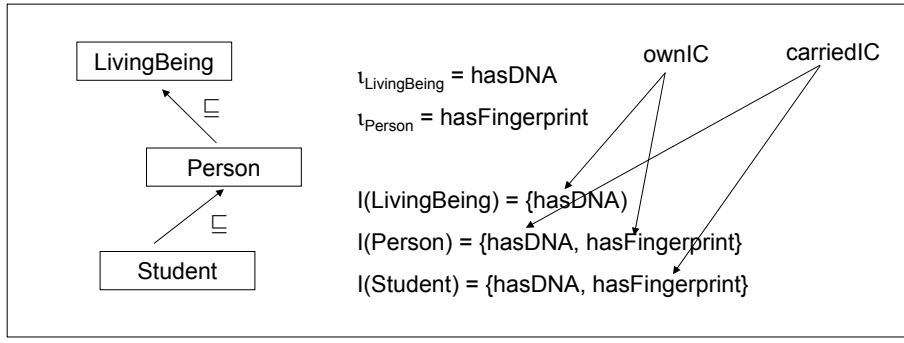 LivingBeing
⊑
Person
⊑
Student
ownIC
carriedIC
ιLivingBeing = hasDNA
ιPerson = hasFingerprint
I(LivingBeing) = {hasDNA)
I(Person) = {hasDNA, hasFingerprint}
I(Student) = {hasDNA, hasFingerprint}